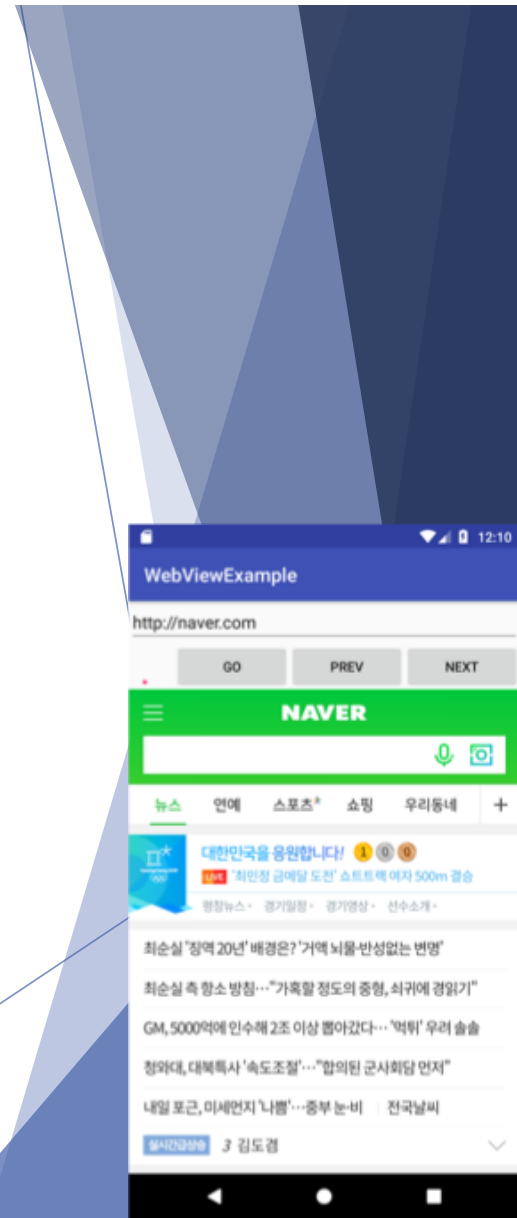 12:10
WebViewExample
http://naver.com
GO PREV NEXT
NAVER
뉴스 연예 스포츠* 쇼핑 우리동네 +
대한민국을 응원합니다! 1 0 0
LIVE '최민정 금메달 도전' 쇼트트랙 여자 500m 결승
평창뉴스· 경기일정· 경기영상· 선수소개·
최순실 '징역 20년' 배경은? '거액 뇌물·반성없는 변명'
최순실 측 항소 방침…"가혹할 정도의 중형, 쇠귀에 경읽기"
GM, 5000억에 인수해 2조 이상 뽑아갔다… '먹튀' 우려 솔솔
청와대, 대북특사 '속도조절'…"합의된 군사회담 먼저"
내일 포근, 미세먼지 '나쁨'…중부 눈·비 | 전국날씨
실시간급상승 3 김도겸